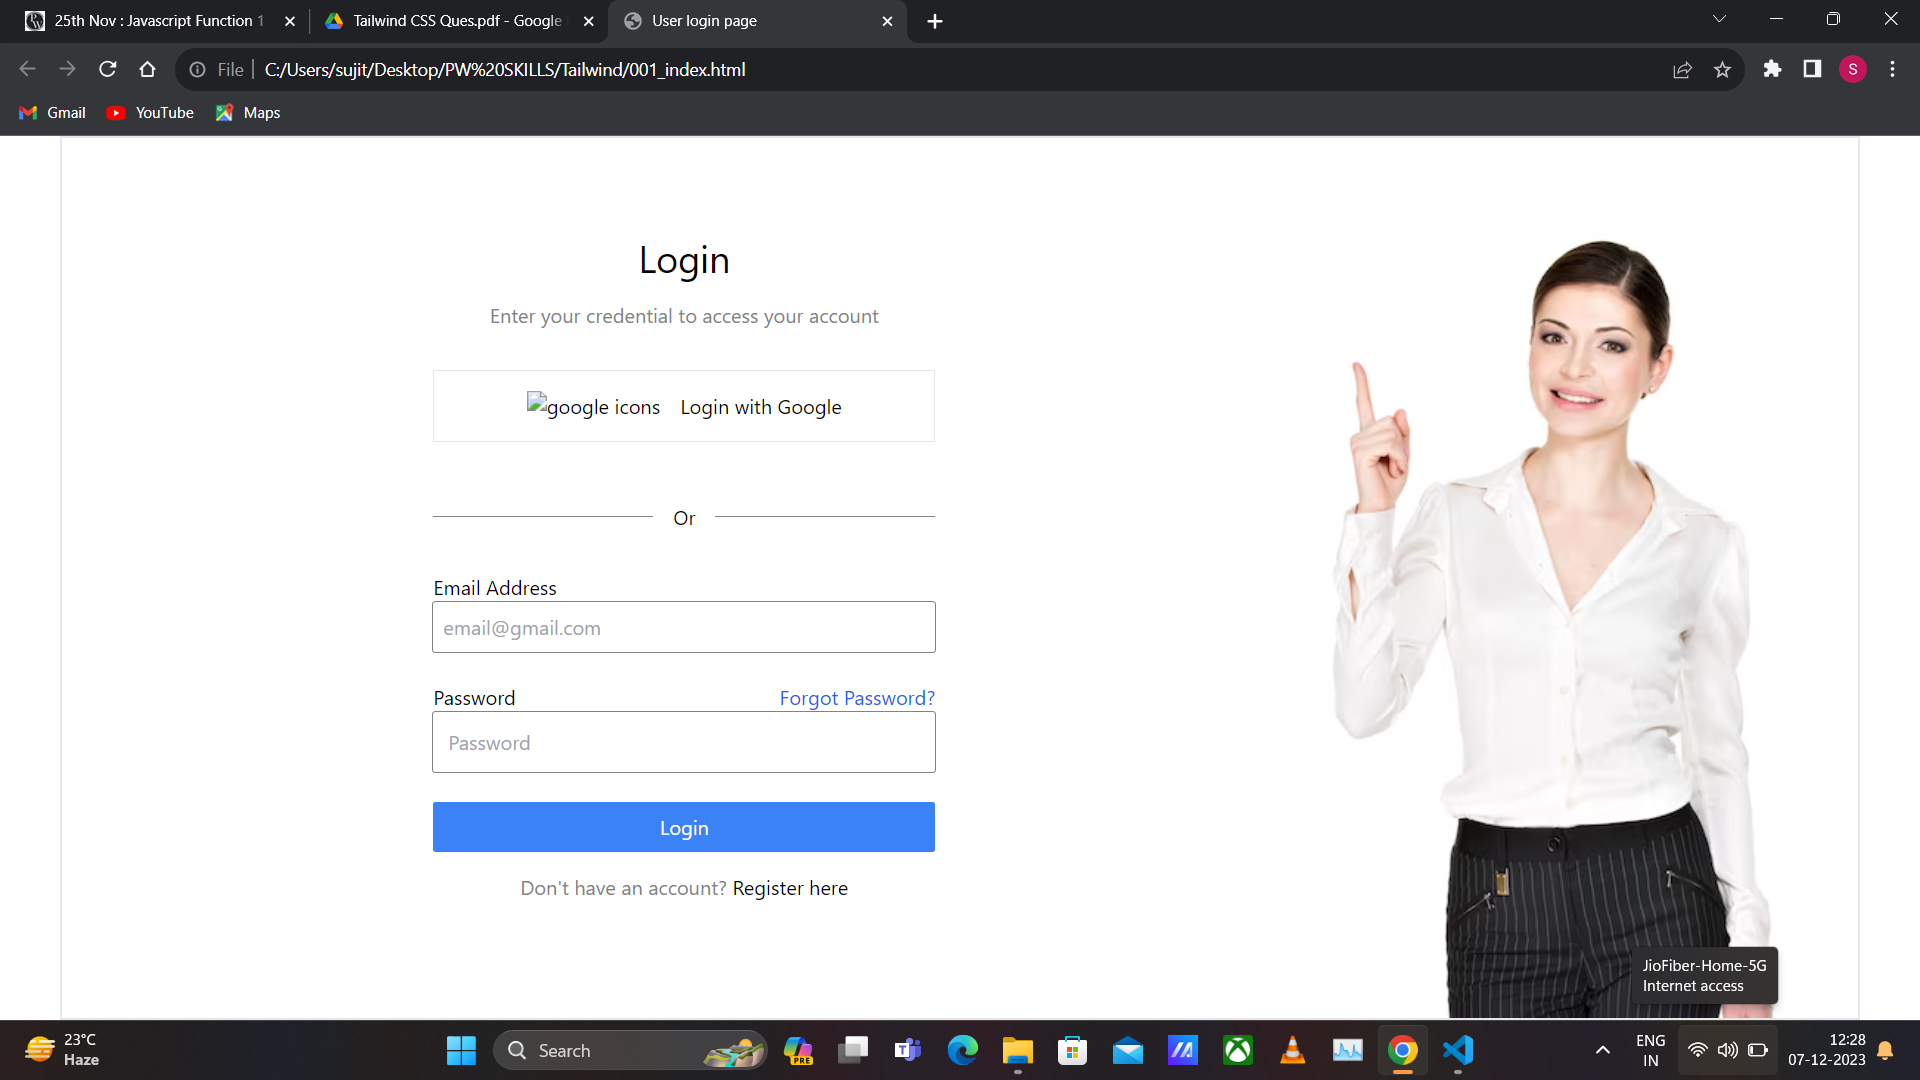 25th Nov : Javascript Function 1
Tailwind CSS Ques.pdf - Google
User login page
File
C:/Users/sujit/Desktop/PW%20SKILLS/Tailwind/001_index.html
S
Gmail
YouTube
Maps
Login
Enter your credential to access your account
google icons
Login with Google
Or
Email Address
email@gmail.com
Password
Forgot Password?
Password
Login
Don't have an account? Register here
JioFiber-Home-5G
Internet access
23°C
Haze
Search
PRE
ENG
IN
12:28
07-12-2023